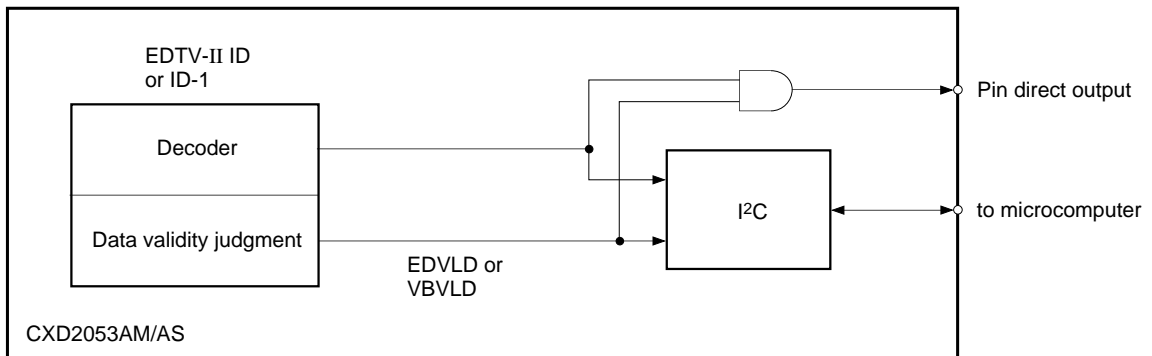 EDTV-II ID
or ID-1
Decoder
Data validity judgment
EDVLD or
VBVLD
I²C
Pin direct output
to microcomputer
CXD2053AM/AS